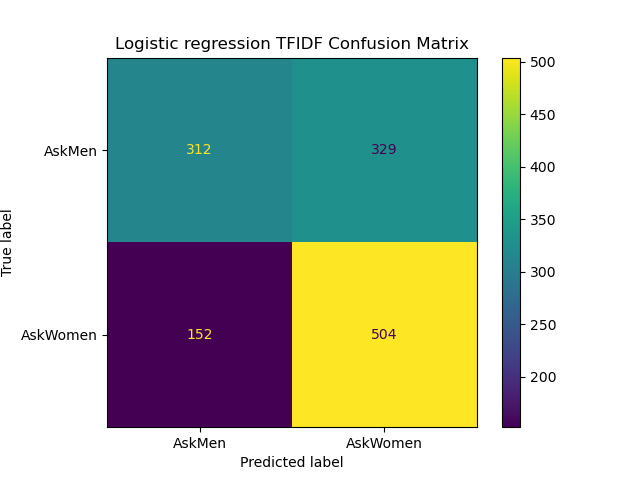 Logistic regression TFIDF Confusion Matrix
True label
AskMen
312
329
AskWomen
152
504
AskMen
AskWomen
Predicted label
500
450
400
350
300
250
200